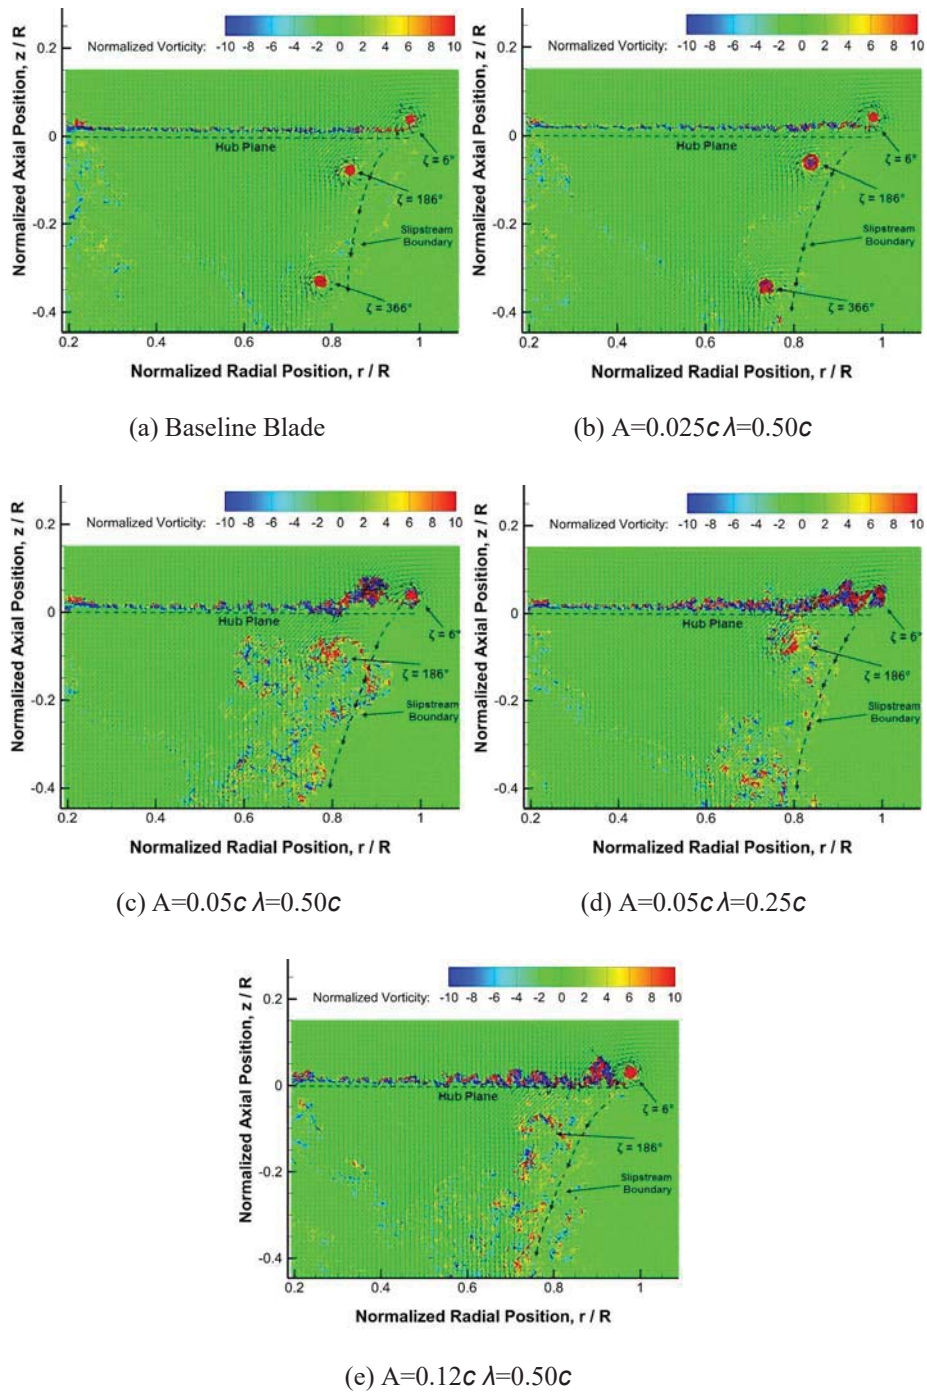 Normalized Vorticity: -10 -8 -6 -4 -2 0 2 4 6 8 10
Normalized Axial Position, z / R
0.2
0
-0.2
-0.4
Hub Plane
ζ = 6°
ζ = 186°
Slipstream
Boundary
ζ = 366°
0.2 0.4 0.6 0.8 1
Normalized Radial Position, r / R
(a) Baseline Blade
Normalized Vorticity: -10 -8 -6 -4 -2 0 2 4 6 8 10
Normalized Axial Position, z / R
0.2
0
-0.2
-0.4
Hub Plane
ζ = 6°
ζ = 186°
Slipstream
Boundary
ζ = 366°
0.2 0.4 0.6 0.8 1
Normalized Radial Position, r / R
(b) A=0.025c λ=0.50c
Normalized Vorticity: -10 -8 -6 -4 -2 0 2 4 6 8 10
Normalized Axial Position, z / R
0.2
0
-0.2
-0.4
Hub Plane
ζ = 6°
ζ = 186°
Slipstream
Boundary
0.2 0.4 0.6 0.8 1
Normalized Radial Position, r / R
(c) A=0.05c λ=0.50c
Normalized Vorticity: -10 -8 -6 -4 -2 0 2 4 6 8 10
Normalized Axial Position, z / R
0.2
0
-0.2
-0.4
Hub Plane
ζ = 6°
ζ = 186°
Slipstream
Boundary
0.2 0.4 0.6 0.8 1
Normalized Radial Position, r / R
(d) A=0.05c λ=0.25c
Normalized Vorticity: -10 -8 -6 -4 -2 0 2 4 6 8 10
Normalized Axial Position, z / R
0.2
0
-0.2
-0.4
Hub Plane
ζ = 6°
ζ = 186°
Slipstream
Boundary
0.2 0.4 0.6 0.8 1
Normalized Radial Position, r / R
(e) A=0.12c λ=0.50c